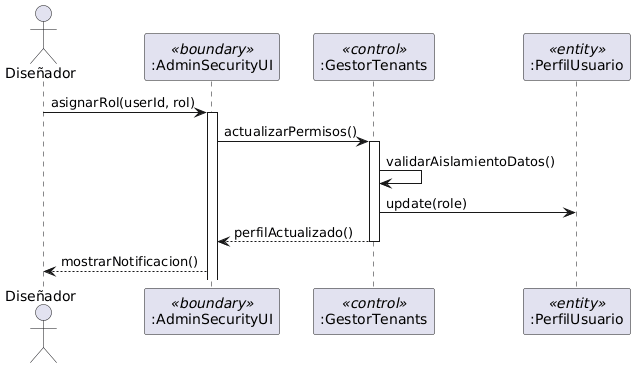 Diseñador
«boundary»
:AdminSecurityUI
«control»
:GestorTenants
«entity»
:PerfilUsuario
asignarRol(userId, rol)
actualizarPermisos()
validarAislamientoDatos()
update(role)
perfilActualizado()
mostrarNotificacion()
Diseñador
«boundary»
:AdminSecurityUI
«control»
:GestorTenants
«entity»
:PerfilUsuario